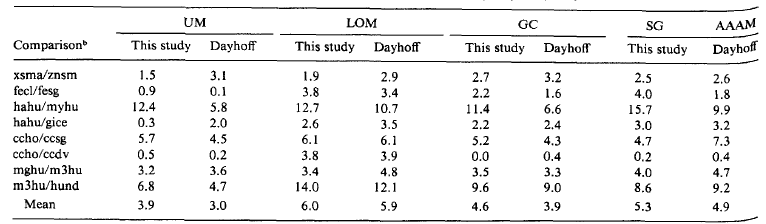 UM LOM GC SG AAAM
Comparisonᵇ This study Dayhoff This study Dayhoff This study Dayhoff This study Dayhoff
xsma/znsm 1.5 3.1 1.9 2.9 2.7 3.2 2.5 2.6
fecl/fesg 0.9 0.1 3.8 3.4 2.2 1.6 4.0 1.8
hahu/myhu 12.4 5.8 12.7 10.7 11.4 6.6 15.7 9.9
hahu/gice 0.3 2.0 2.6 3.5 2.2 2.4 3.0 3.2
ccho/ccsg 5.7 4.5 6.1 6.1 5.2 4.3 4.7 7.3
ccho/ccdv 0.5 0.2 3.8 3.9 0.0 0.4 0.2 0.4
mghu/m3hu 3.2 3.6 3.4 4.8 3.5 3.3 4.0 4.7
m3hu/hund 6.8 4.7 14.0 12.1 9.6 9.0 8.6 9.2
Mean 3.9 3.0 6.0 5.9 4.6 3.9 5.3 4.9